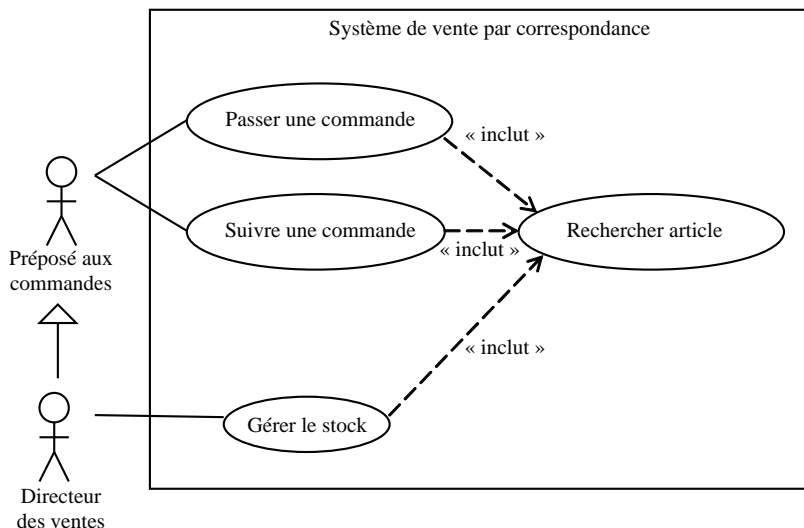 Système de vente par correspondance
Passer une commande
« inclut »
Suivre une commande
« inclut »
Rechercher article
Préposé aux
commandes
« inclut »
Gérer le stock
Directeur
des ventes